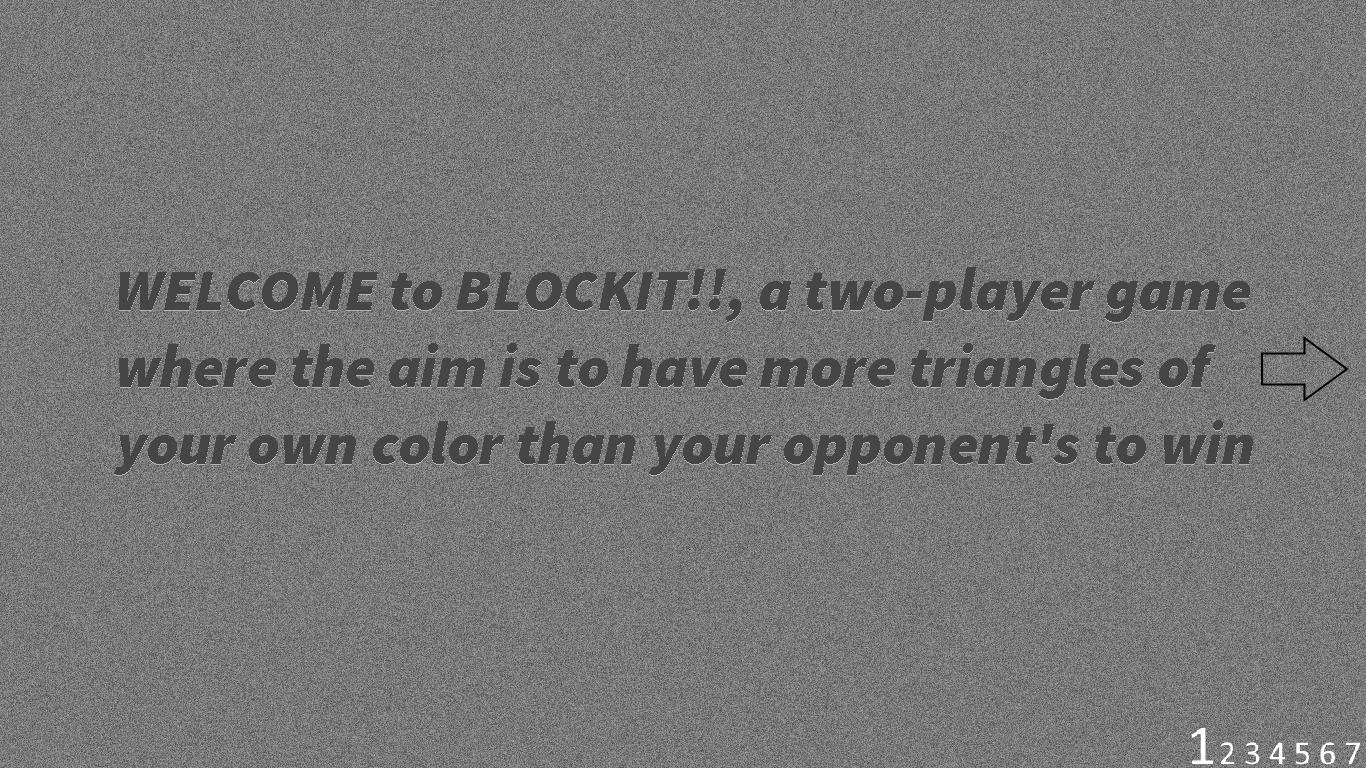 WELCOME to BLOCKIT!!, a two-player game
where the aim is to have more triangles of
your own color than your opponent's to win
1 2 3 4 5 6 7